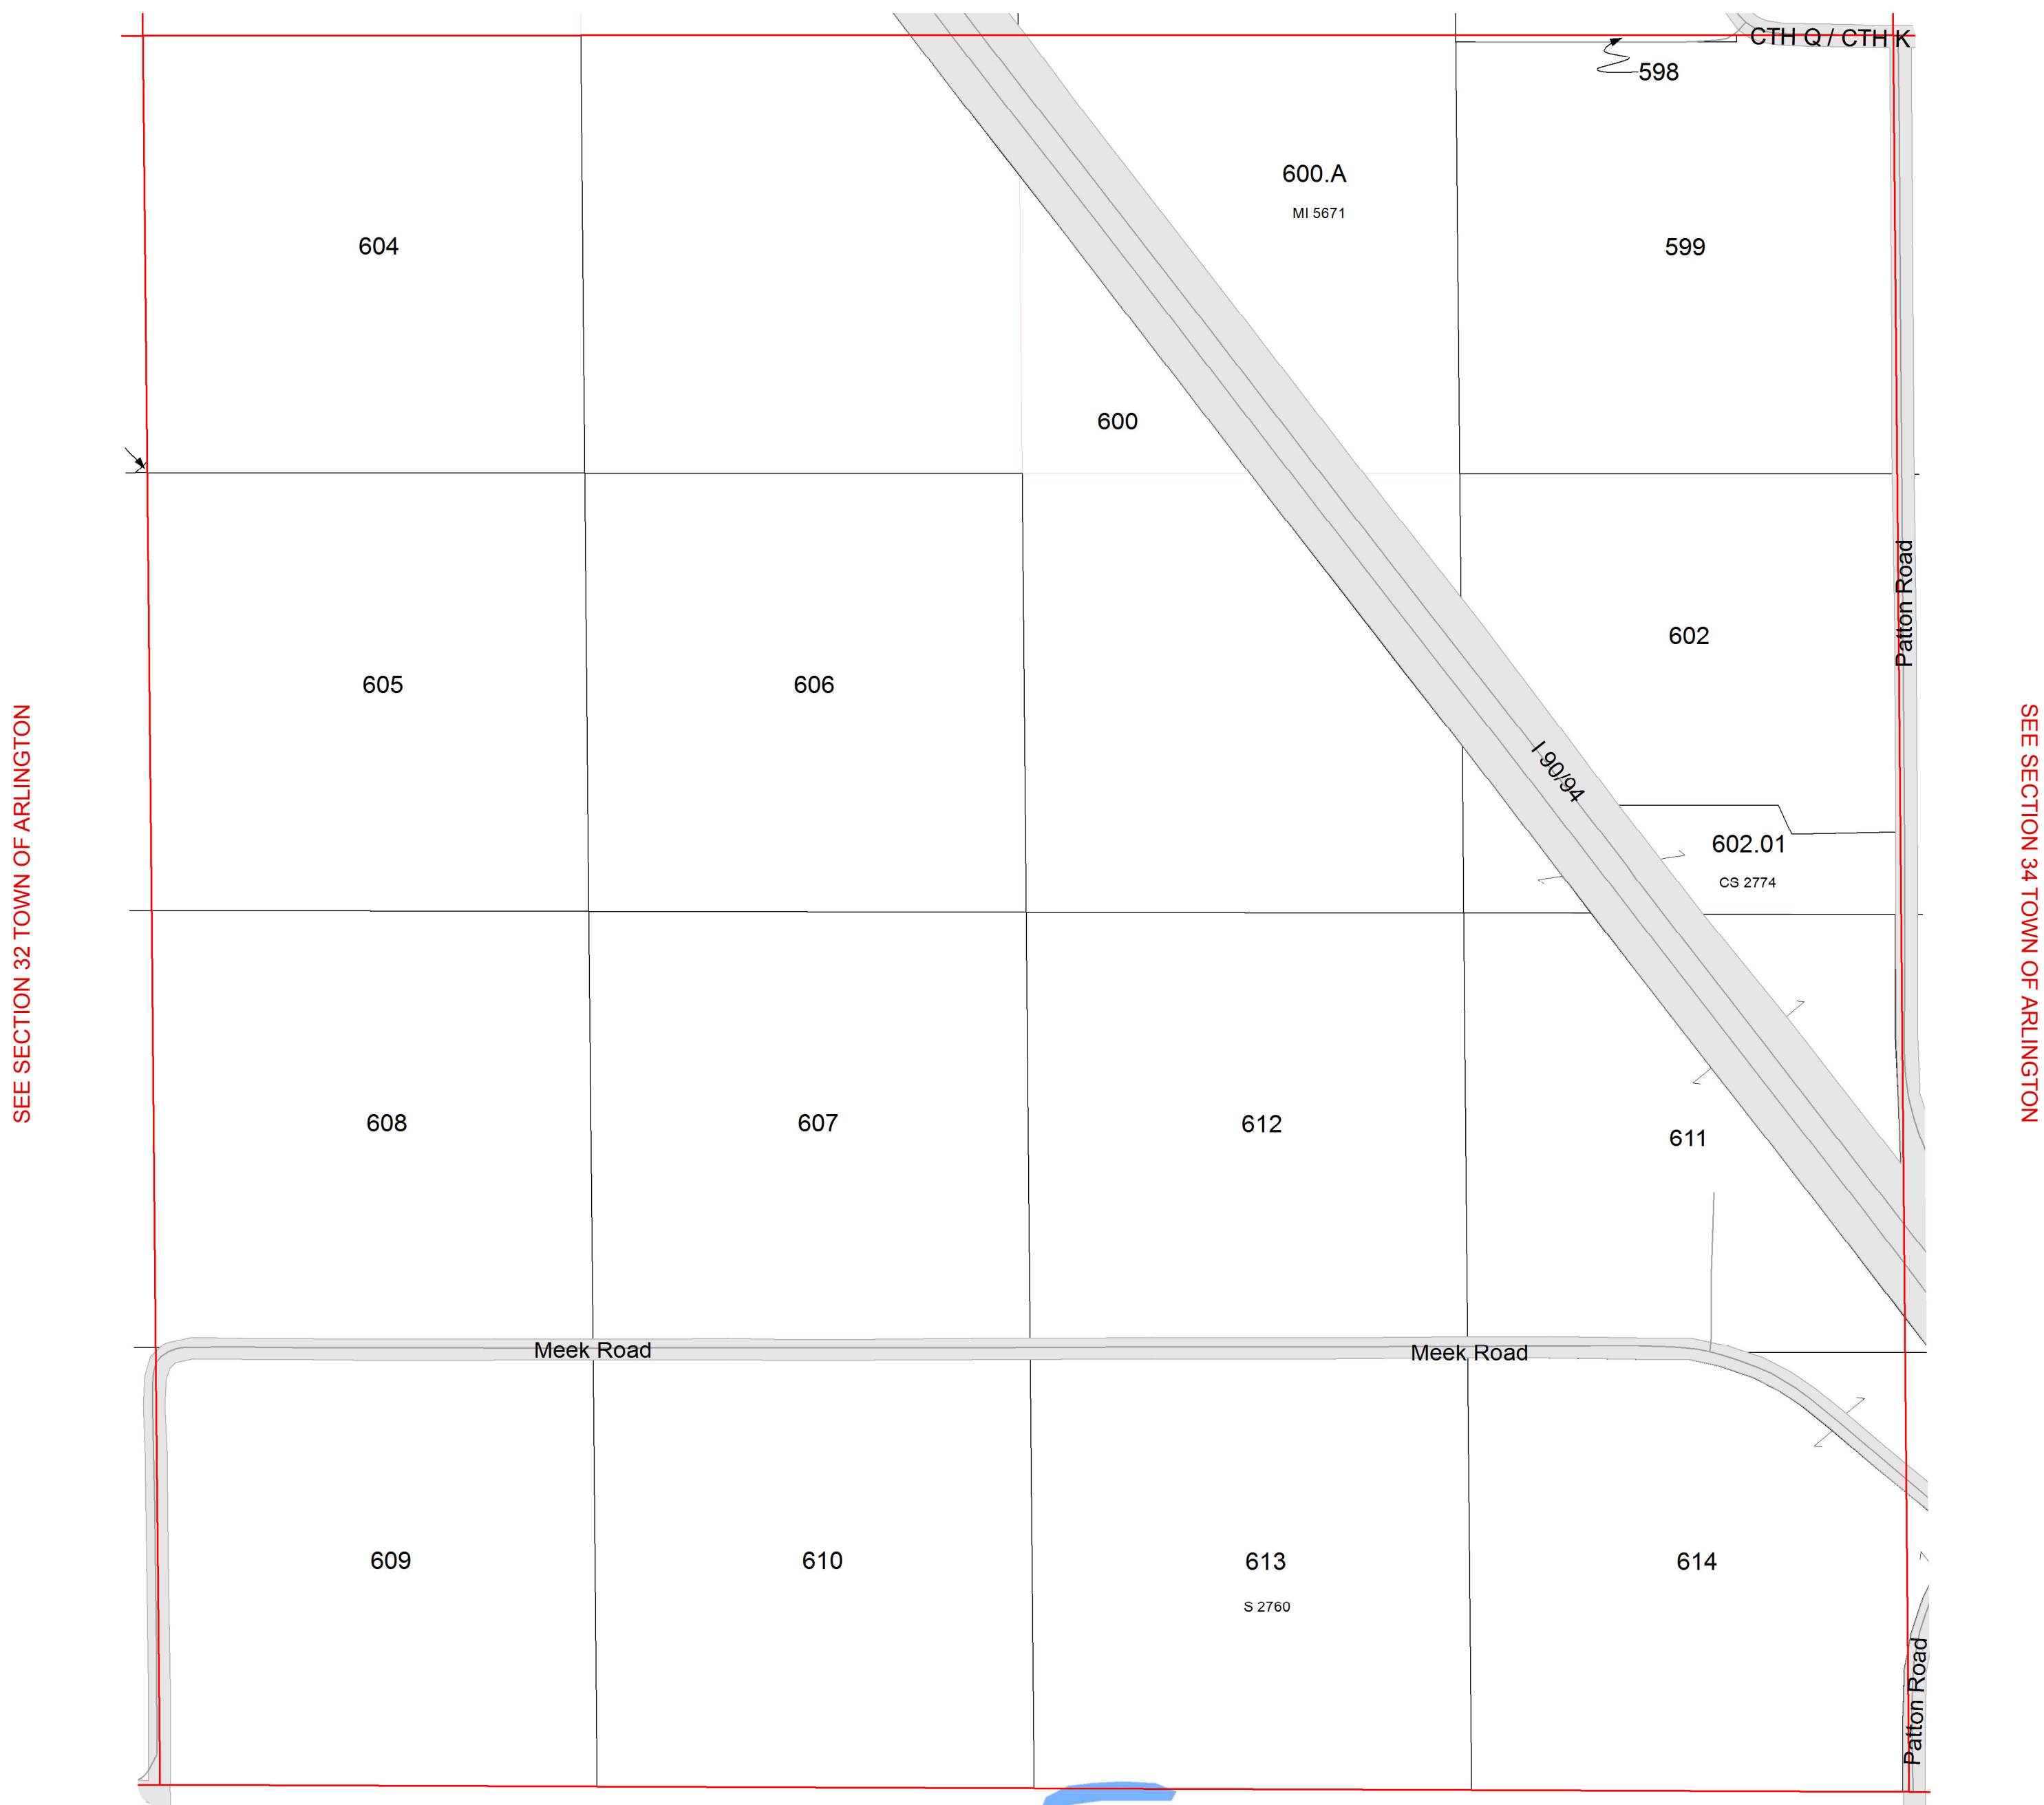 CTH Q / CTH K
598
600.A
MI 5671
604
599
600
Patton Road
602
605
606
I-90/94
602.01
CS 2774
SEE SECTION 32 TOWN OF ARLINGTON
SEE SECTION 34 TOWN OF ARLINGTON
608
607
612
611
Meek Road
Meek Road
609
610
613
614
S 2760
Patton Road